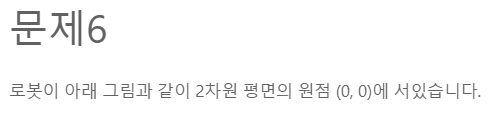 문제6
로봇이 아래 그림과 같이 2차원 평면의 원점 (0, 0)에 서있습니다.